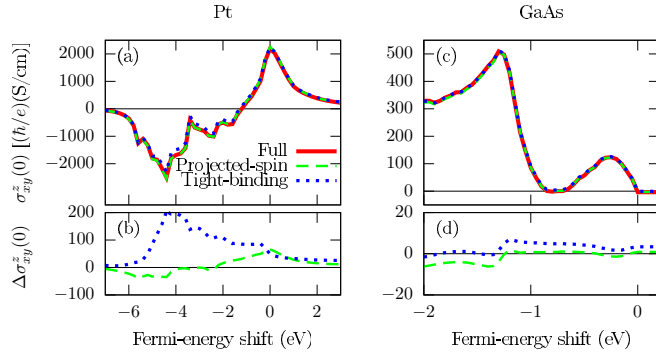 Pt
GaAs
σ^z_xy(0) [(ħ/e)(S/cm)]
2000
1000
0
−1000
−2000
(a)
Full
Projected-spin
Tight-binding
500
400
300
200
100
0
(c)
Δσ^z_xy(0)
200
100
0
−100
(b)
−6
−4
−2
0
2
Fermi-energy shift (eV)
20
0
−20
(d)
−2
−1
0
Fermi-energy shift (eV)